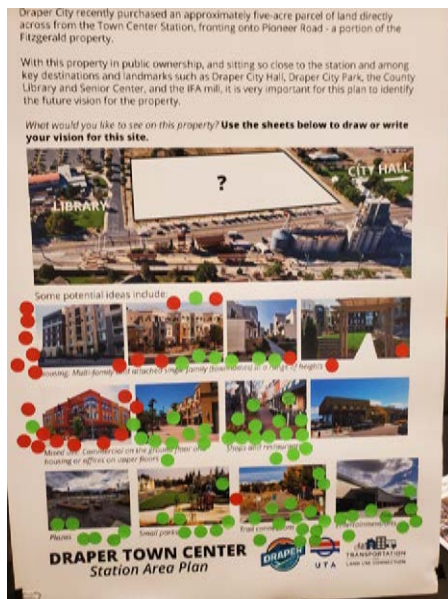 Draper City recently purchased an approximately five-acre parcel of land directly
across from the Town Center Station, fronting onto Pioneer Road - a portion of the
Fitzgerald property.
With this property in public ownership, and sitting so close to the station and among
key destinations and landmarks such as Draper City Hall, Draper City Park, the County
Library and Senior Center, and the IFA mill, it is very important for this plan to identify
the future vision for the property.
What would you like to see on this property? Use the sheets below to draw or write
your vision for this site.
?
CITY HALL
LIBRARY
Some potential ideas include:
Housing: Multi-family and attached single family (townhomes) in a range of heights
Mixed use: Commercial on the ground floor and
housing or offices on upper floors
Shops and restaurants
Plazas
Small parks
Trail connections
Entertainment/arts
DRAPER TOWN CENTER
Station Area Plan
DRAPER
UTA
TRANSPORTATION
LAND USE CONNECTION